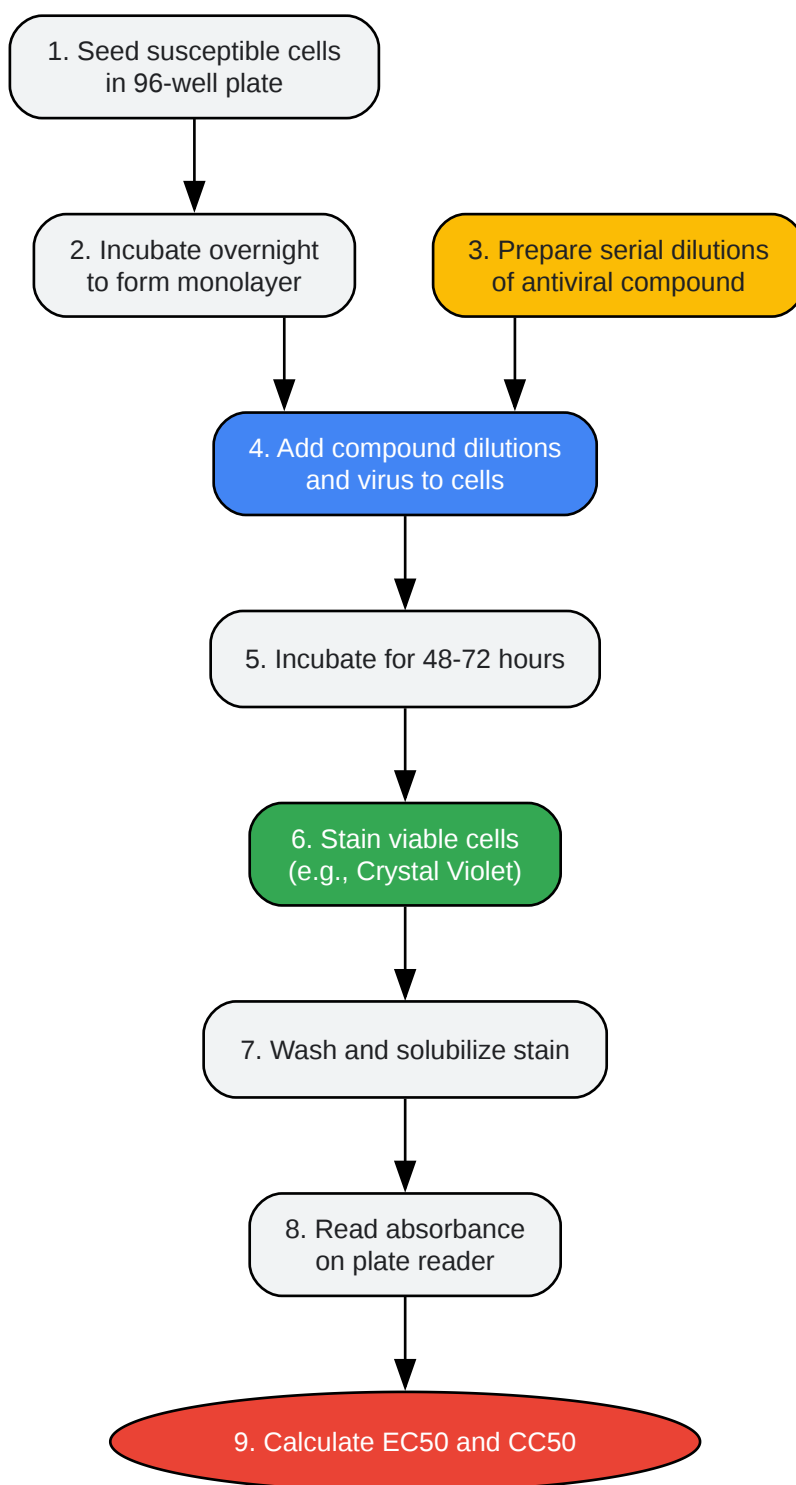 1. Seed susceptible cells
in 96-well plate
2. Incubate overnight
to form monolayer
3. Prepare serial dilutions
of antiviral compound
4. Add compound dilutions
and virus to cells
5. Incubate for 48-72 hours
6. Stain viable cells
(e.g., Crystal Violet)
7. Wash and solubilize stain
8. Read absorbance
on plate reader
9. Calculate EC50 and CC50